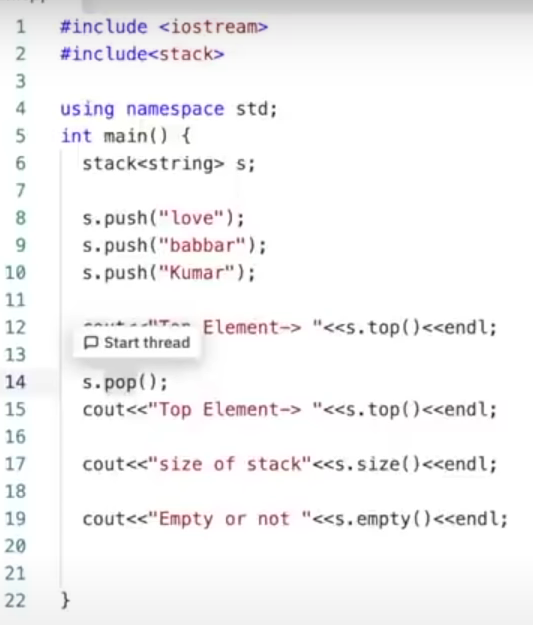 1 #include <iostream>
2 #include<stack>
3
4 using namespace std;
5 int main() {
6 stack<string> s;
7
8 s.push("love");
9 s.push("babbar");
10 s.push("Kumar");
11
12 cout<<"Top Element-> "<<s.top()<<endl;
Start thread
13
14 s.pop();
15 cout<<"Top Element-> "<<s.top()<<endl;
16
17 cout<<"size of stack"<<s.size()<<endl;
18
19 cout<<"Empty or not "<<s.empty()<<endl;
20
21
22 }